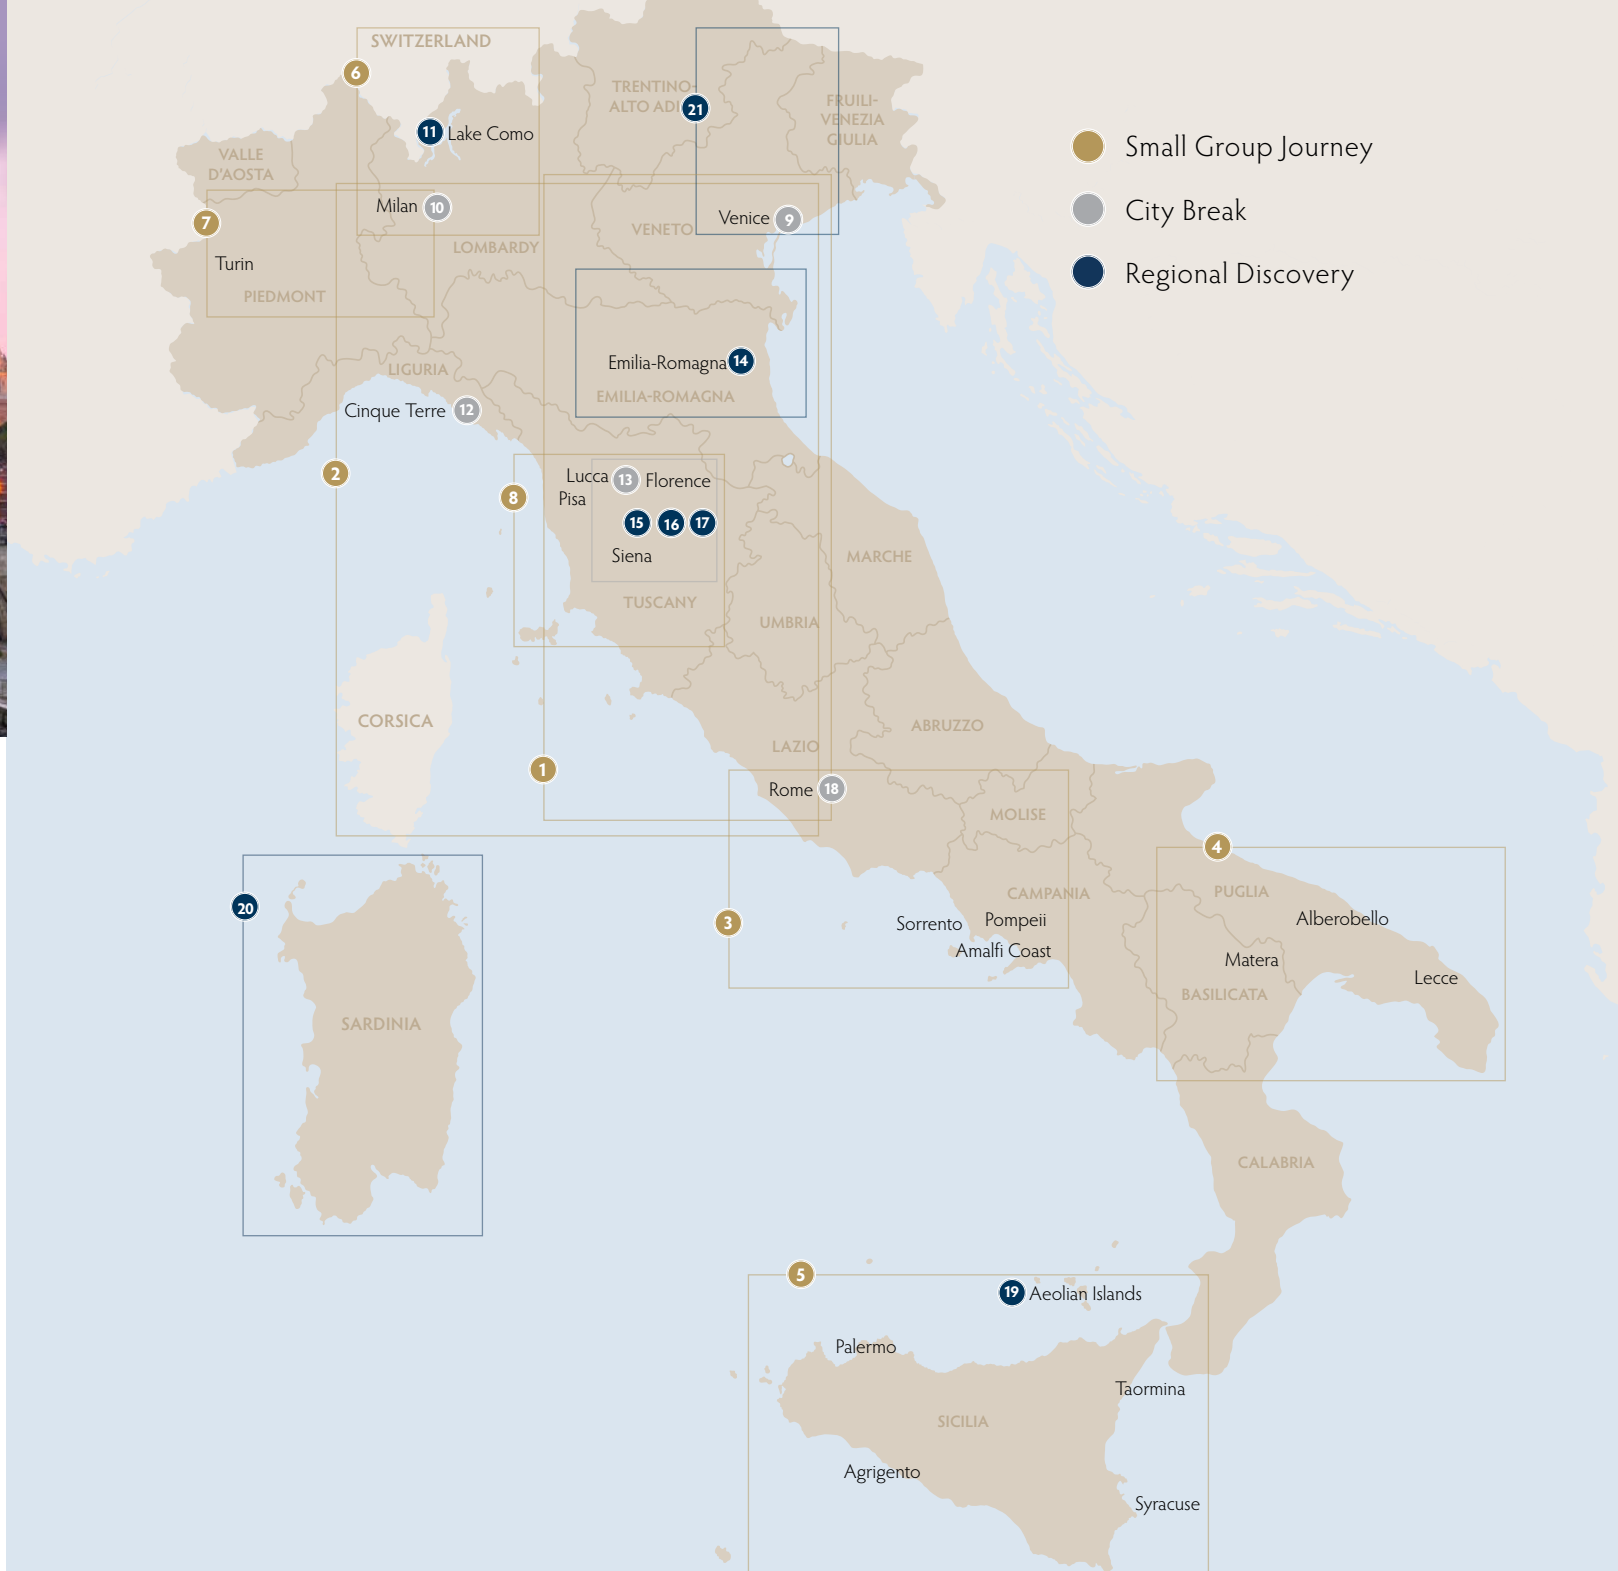 SWITZERLAND
6
TRENTINO-
ALTO ADI
21
FRUILI-
VENEZIA
GIULIA
11 Lake Como
VALLE
D'AOSTA
Small Group Journey
City Break
Regional Discovery
7
Milan 10
Venice 9
VENETO
LOMBARDY
Turin
PIEDMONT
Emilia-Romagna 14
EMILIA-ROMAGNA
LIGURIA
Cinque Terre 12
2
8
Lucca 13 Florence
Pisa
15 16 17
Siena
TUSCANY
MARCHE
UMBRIA
CORSICA
ABRUZZO
LAZIO
1
Rome 18
MOLISE
4
CAMPANIA
PUGLIA
20
3
Sorrento
Pompeii
Amalfi Coast
Alberobello
Matera
Lecce
BASILICATA
SARDINIA
CALABRIA
5
19 Aeolian Islands
Palermo
Taormina
SICILIA
Agrigento
Syracuse